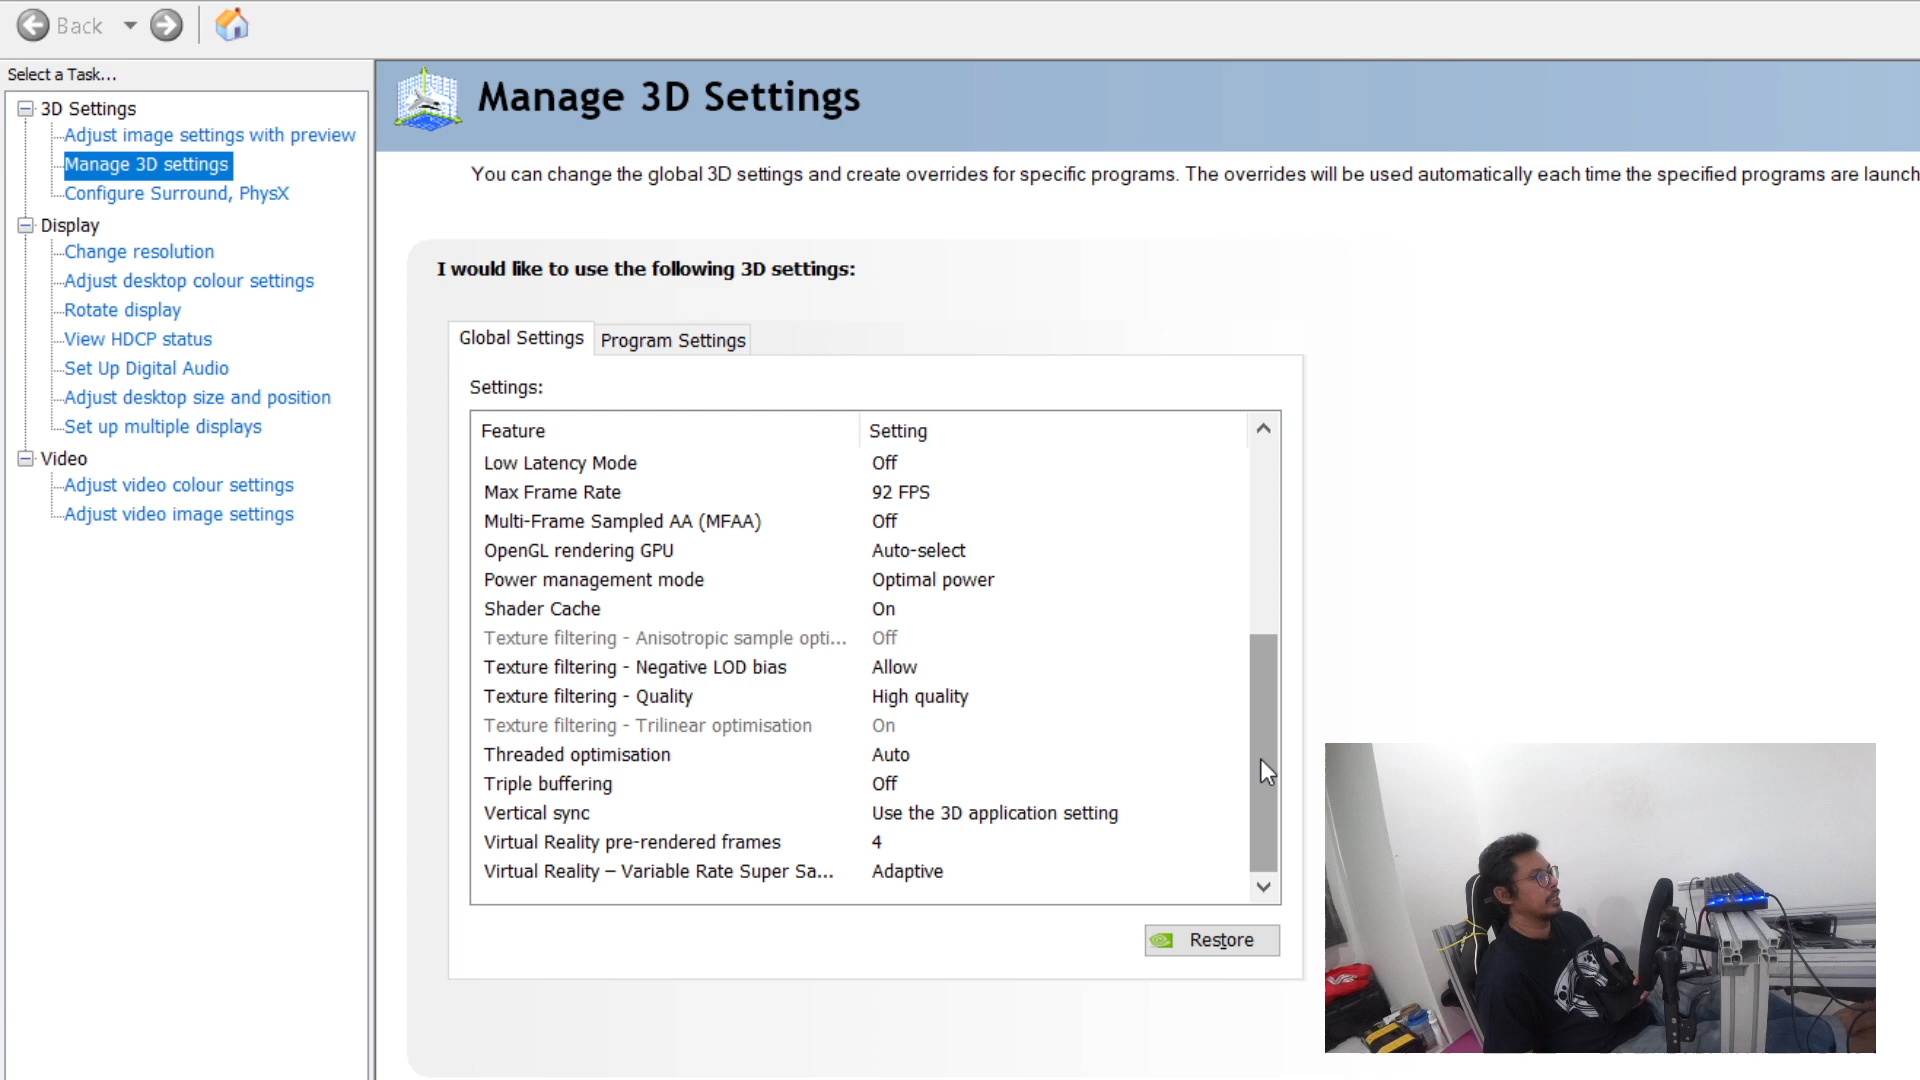 Back
Select a Task...
3D Settings
Adjust image settings with preview
Manage 3D settings
Configure Surround, PhysX
Display
Change resolution
Adjust desktop colour settings
Rotate display
View HDCP status
Set Up Digital Audio
Adjust desktop size and position
Set up multiple displays
Video
Adjust video colour settings
Adjust video image settings
Manage 3D Settings
You can change the global 3D settings and create overrides for specific programs. The overrides will be used automatically each time the specified programs are launch
I would like to use the following 3D settings:
Global Settings Program Settings
Settings:
Feature Setting
Low Latency Mode Off
Max Frame Rate 92 FPS
Multi-Frame Sampled AA (MFAA) Off
OpenGL rendering GPU Auto-select
Power management mode Optimal power
Shader Cache On
Texture filtering - Anisotropic sample opti... Off
Texture filtering - Negative LOD bias Allow
Texture filtering - Quality High quality
Texture filtering - Trilinear optimisation On
Threaded optimisation Auto
Triple buffering Off
Vertical sync Use the 3D application setting
Virtual Reality pre-rendered frames 4
Virtual Reality – Variable Rate Super Sa... Adaptive
Restore